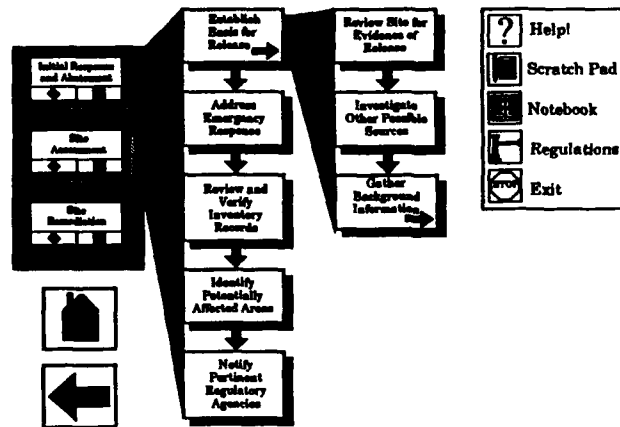 Initial Response
and Abatement
Site
Assessment
Site
Remediation
Establish
Basis for
Release
Address
Emergency
Response
Review and
Verify
Inventory
Records
Identify
Potentially
Affected Areas
Notify
Pertinent
Regulatory
Agencies
Review Site for
Evidence of
Release
Investigate
Other Possible
Sources
Gather
Background
Information
?
Help!
Scratch Pad
Notebook
Regulations
STOP
Exit